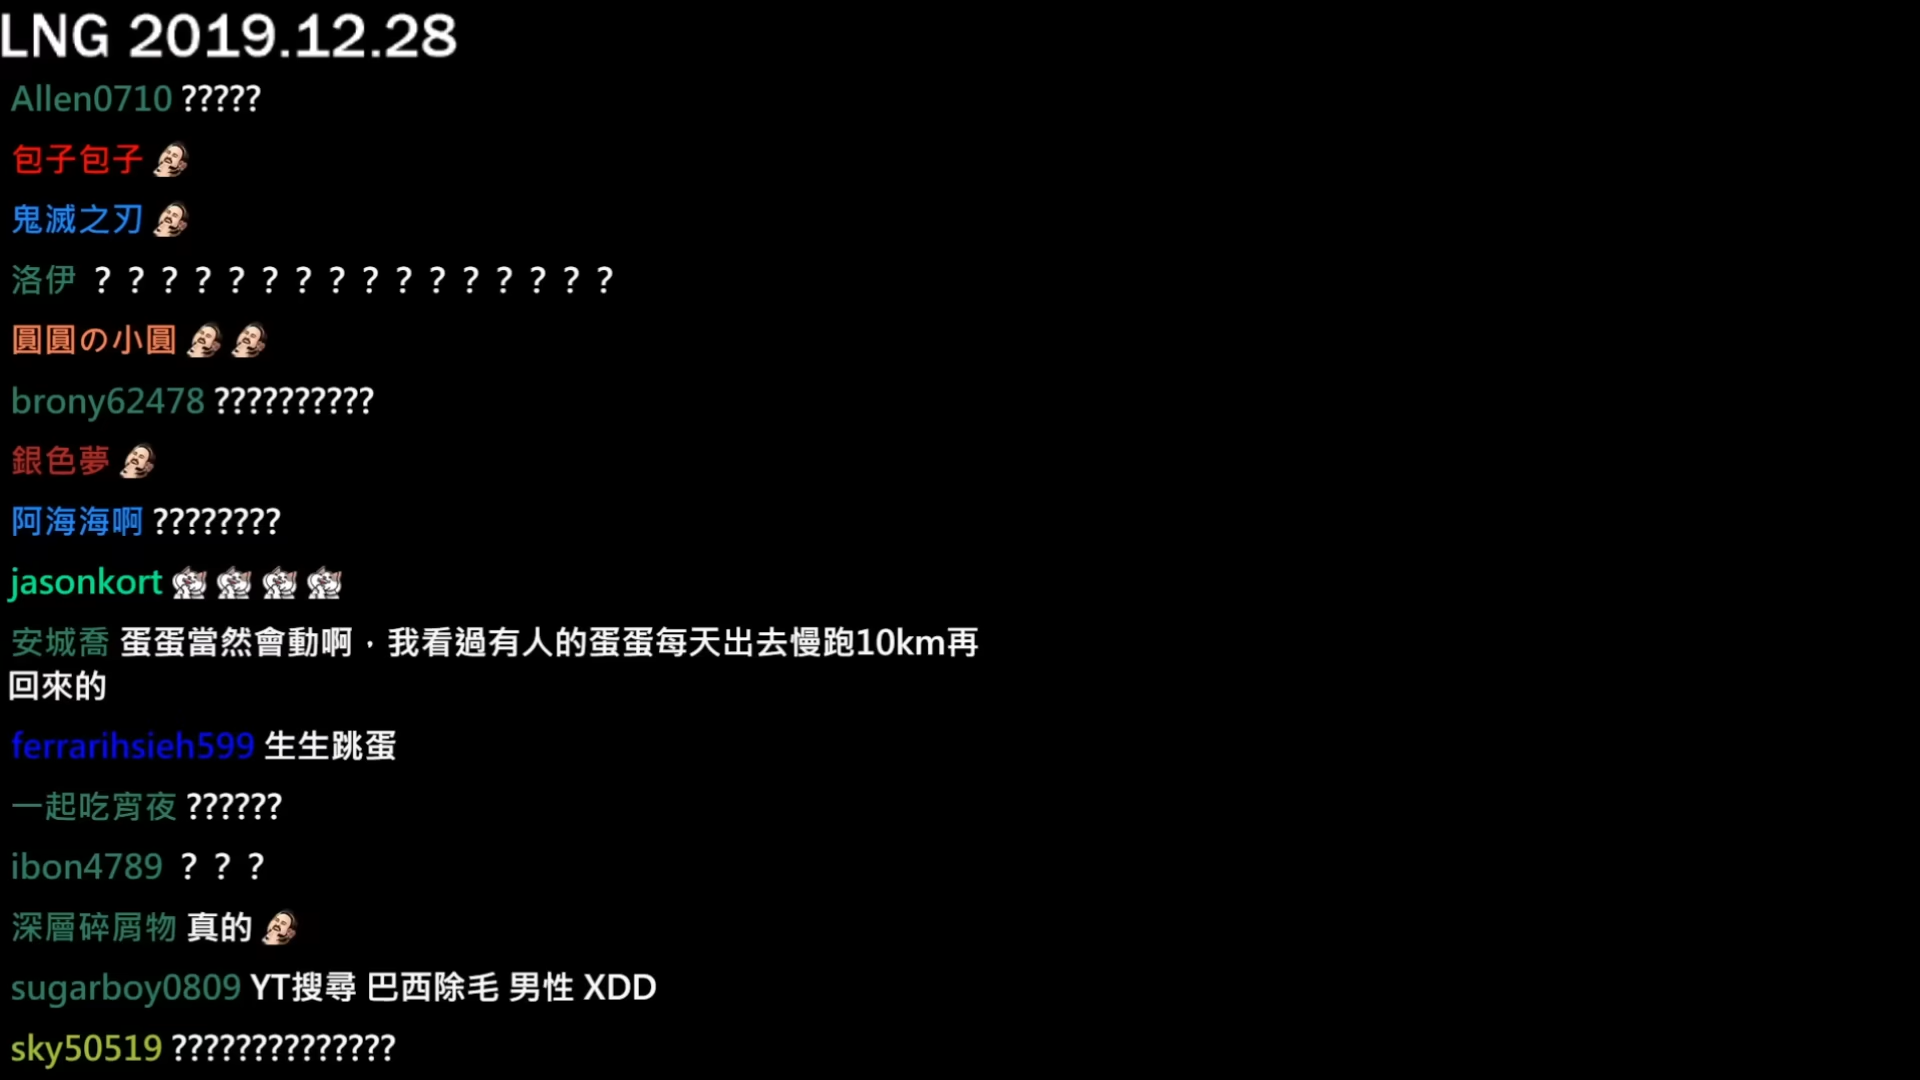 LNG 2019.12.28
Allen0710 ?????
包子包子
鬼滅之刃
洛伊 ？？？？？？？？？？？？？？？？
圓圓の小圓
brony62478 ??????????
銀色夢
阿海海啊 ????????
jasonkort
安城喬 蛋蛋當然會動啊，我看過有人的蛋蛋每天出去慢跑10km再
回來的
ferrarihsieh599 生生跳蛋
一起吃宵夜 ??????
ibon4789 ？？？
深層碎屑物 真的
sugarboy0809 YT搜尋 巴西除毛 男性 XDD
sky50519 ??????????????